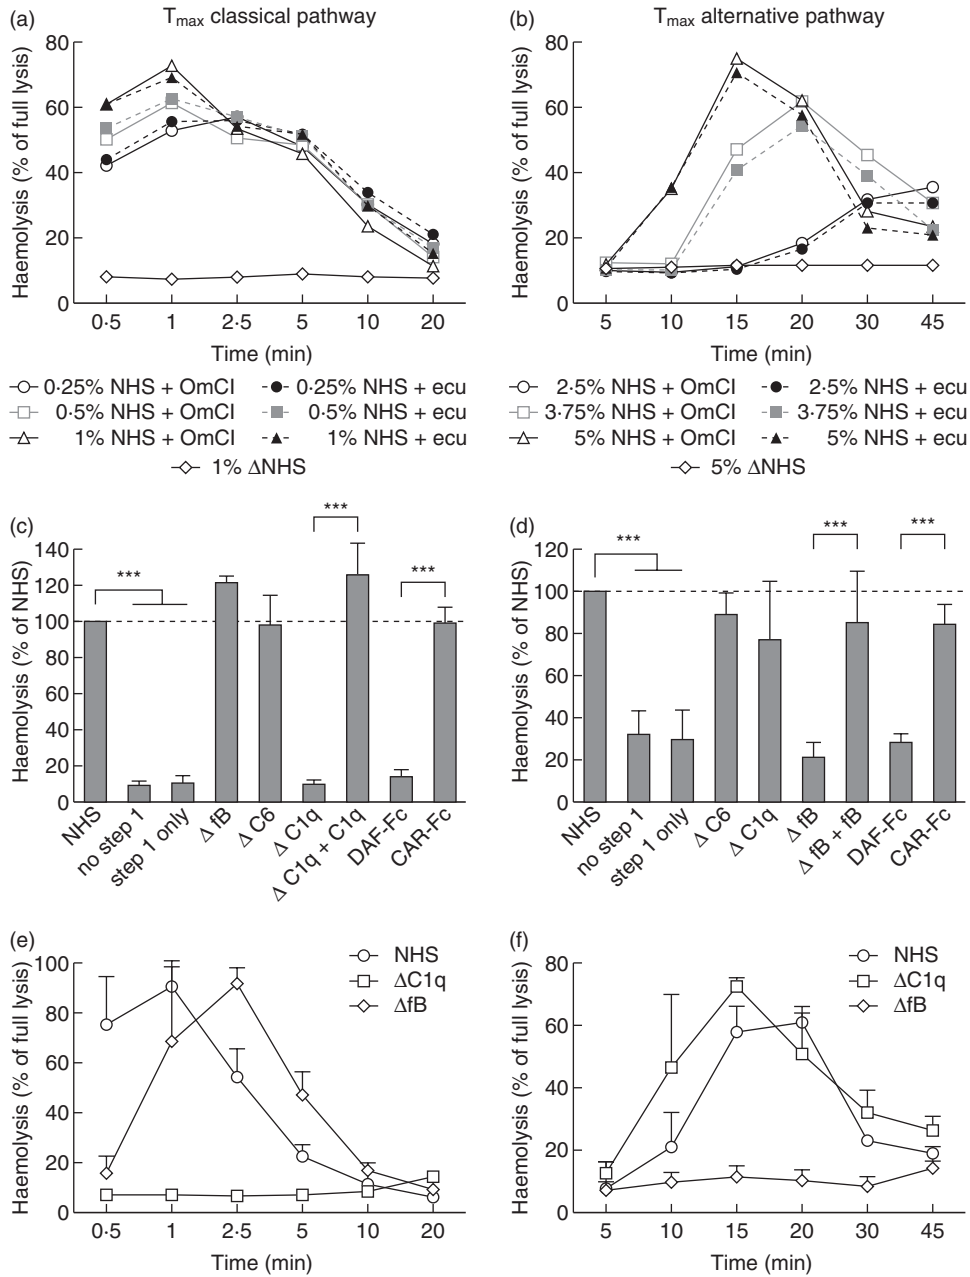 (a) T_max classical pathway
Haemolysis (% of full lysis)
80
60
40
20
0
0·5 1 2·5 5 10 20
Time (min)
0·25% NHS + OmCI 0·25% NHS + ecu
0·5% NHS + OmCI 0·5% NHS + ecu
1% NHS + OmCI 1% NHS + ecu
1% ΔNHS
(b) T_max alternative pathway
Haemolysis (% of full lysis)
80
60
40
20
0
5 10 15 20 30 45
Time (min)
2·5% NHS + OmCI 2·5% NHS + ecu
3·75% NHS + OmCI 3·75% NHS + ecu
5% NHS + OmCI 5% NHS + ecu
5% ΔNHS
(c)
Haemolysis (% of NHS)
140
120
100
80
60
40
20
0
*** *** ***
NHS
no step 1
step 1 only
Δ fB
Δ C6
Δ C1q
Δ C1q + C1q
DAF-Fc
CAR-Fc
(d)
Haemolysis (% of NHS)
120
100
80
60
40
20
0
*** *** ***
NHS
no step 1
step 1 only
Δ C6
Δ C1q
Δ fB
Δ fB + fB
DAF-Fc
CAR-Fc
(e)
Haemolysis (% of full lysis)
100
80
60
40
20
0
NHS
ΔC1q
ΔfB
0·5 1 2·5 5 10 20
Time (min)
(f)
Haemolysis (% of full lysis)
80
60
40
20
0
NHS
ΔC1q
ΔfB
5 10 15 20 30 45
Time (min)